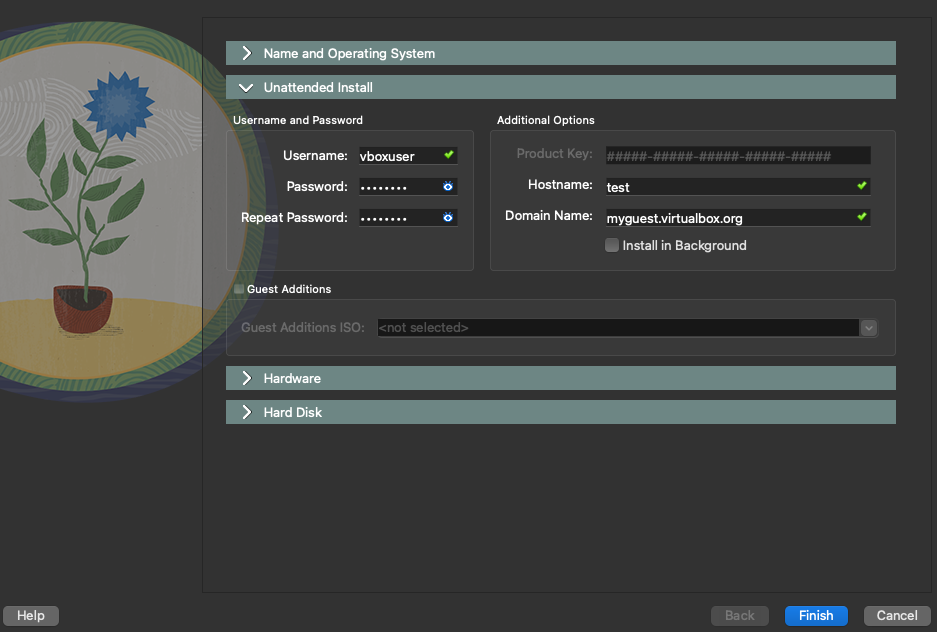 Name and Operating System
Unattended Install
Username and Password
Username: vboxuser
Password: ••••••••
Repeat Password: ••••••••
Additional Options
Product Key: #####-#####-#####-#####-#####
Hostname: test
Domain Name: myguest.virtualbox.org
Install in Background
Guest Additions
Guest Additions ISO: <not selected>
Hardware
Hard Disk
Help Back Finish Cancel